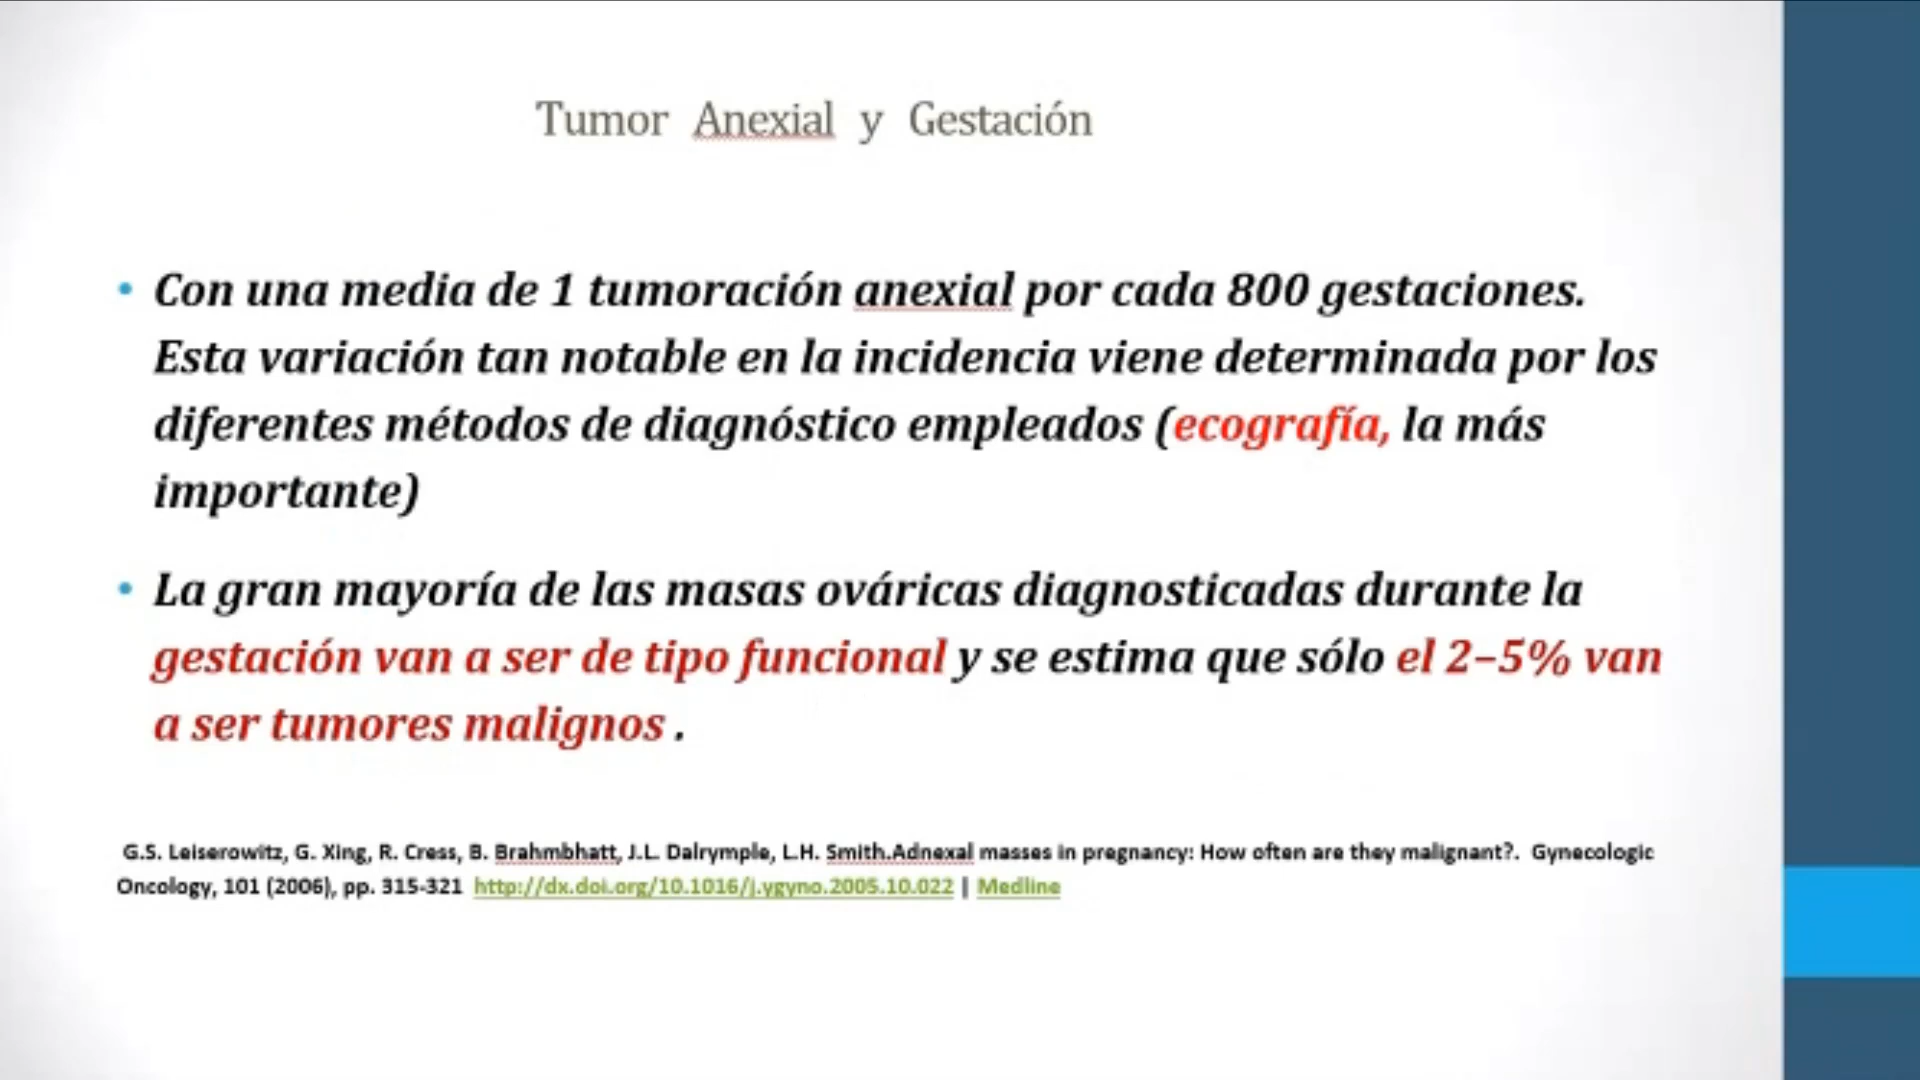 Tumor Anexial y Gestación
• Con una media de 1 tumoración anexial por cada 800 gestaciones.
Esta variación tan notable en la incidencia viene determinada por los
diferentes métodos de diagnóstico empleados (ecografía, la más
importante)
• La gran mayoría de las masas ováricas diagnosticadas durante la
gestación van a ser de tipo funcional y se estima que sólo el 2–5% van
a ser tumores malignos .
G.S. Leiserowitz, G. Xing, R. Cress, B. Brahmbhatt, J.L. Dalrymple, L.H. Smith.Adnexal masses in pregnancy: How often are they malignant?. Gynecologic
Oncology, 101 (2006), pp. 315-321 http://dx.doi.org/10.1016/j.ygyno.2005.10.022 | Medline